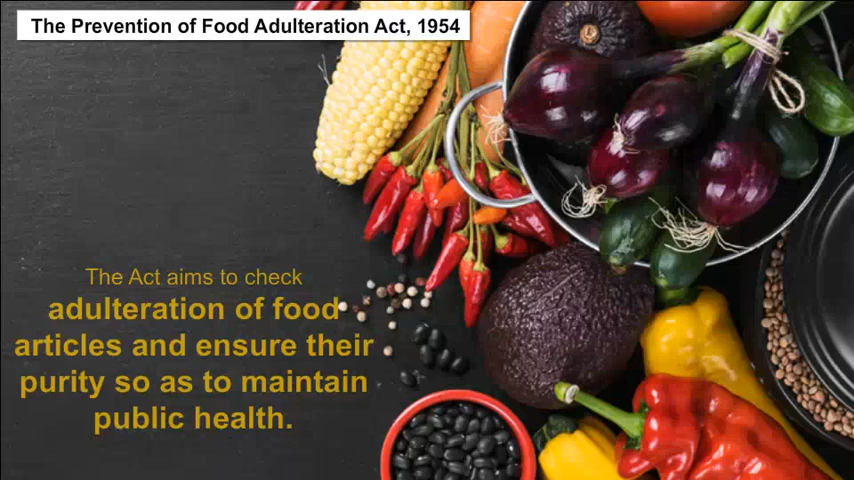 The Prevention of Food Adulteration Act, 1954
The Act aims to check
adulteration of food
articles and ensure their
purity so as to maintain
public health.